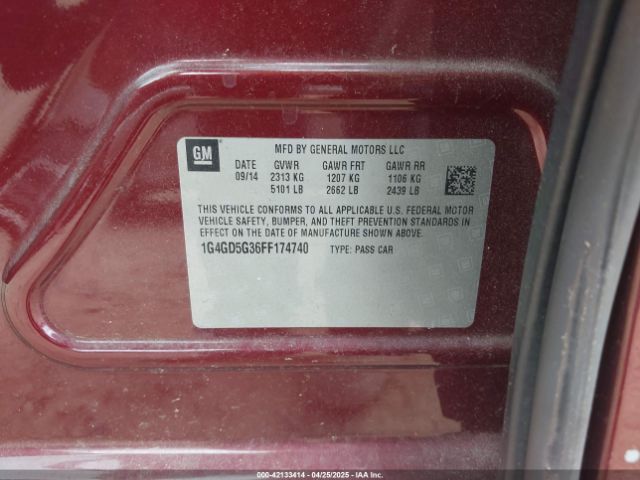 GM
MFD BY GENERAL MOTORS LLC
DATE GVWR GAWR FRT GAWR RR
09/14 2313 KG 1207 KG 1106 KG
5101 LB 2662 LB 2439 LB
THIS VEHICLE CONFORMS TO ALL APPLICABLE U.S. FEDERAL MOTOR
VEHICLE SAFETY, BUMPER, AND THEFT PREVENTION STANDARDS
IN EFFECT ON THE DATE OF MANUFACTURE SHOWN ABOVE.
1G4GD5G36FF174740 TYPE: PASS CAR
000-42133414 - 04/25/2025 - IAA, Inc.